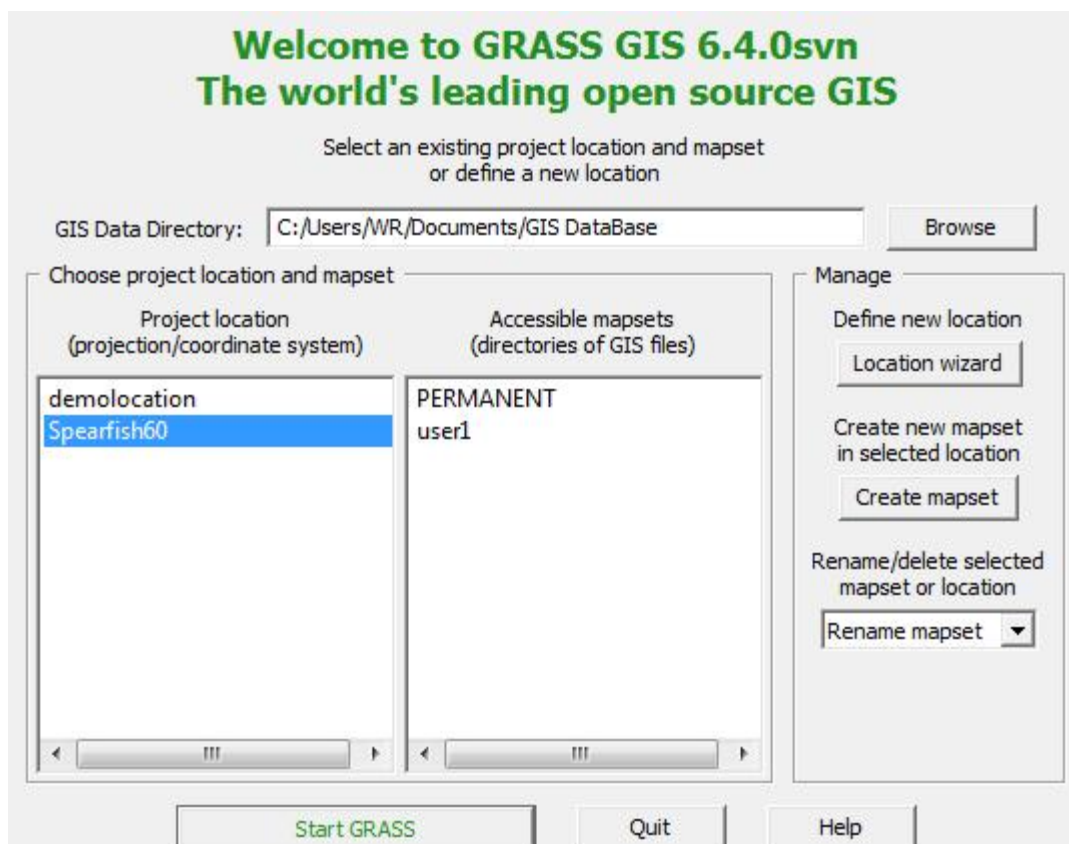 Welcome to GRASS GIS 6.4.0svn
The world's leading open source GIS
Select an existing project location and mapset
or define a new location
GIS Data Directory:
C:/Users/WR/Documents/GIS DataBase
Browse
Choose project location and mapset
Project location
(projection/coordinate system)
demolocation
Spearfish60
Accessible mapsets
(directories of GIS files)
PERMANENT
user1
Manage
Define new location
Location wizard
Create new mapset
in selected location
Create mapset
Rename/delete selected
mapset or location
Rename mapset
Start GRASS
Quit
Help